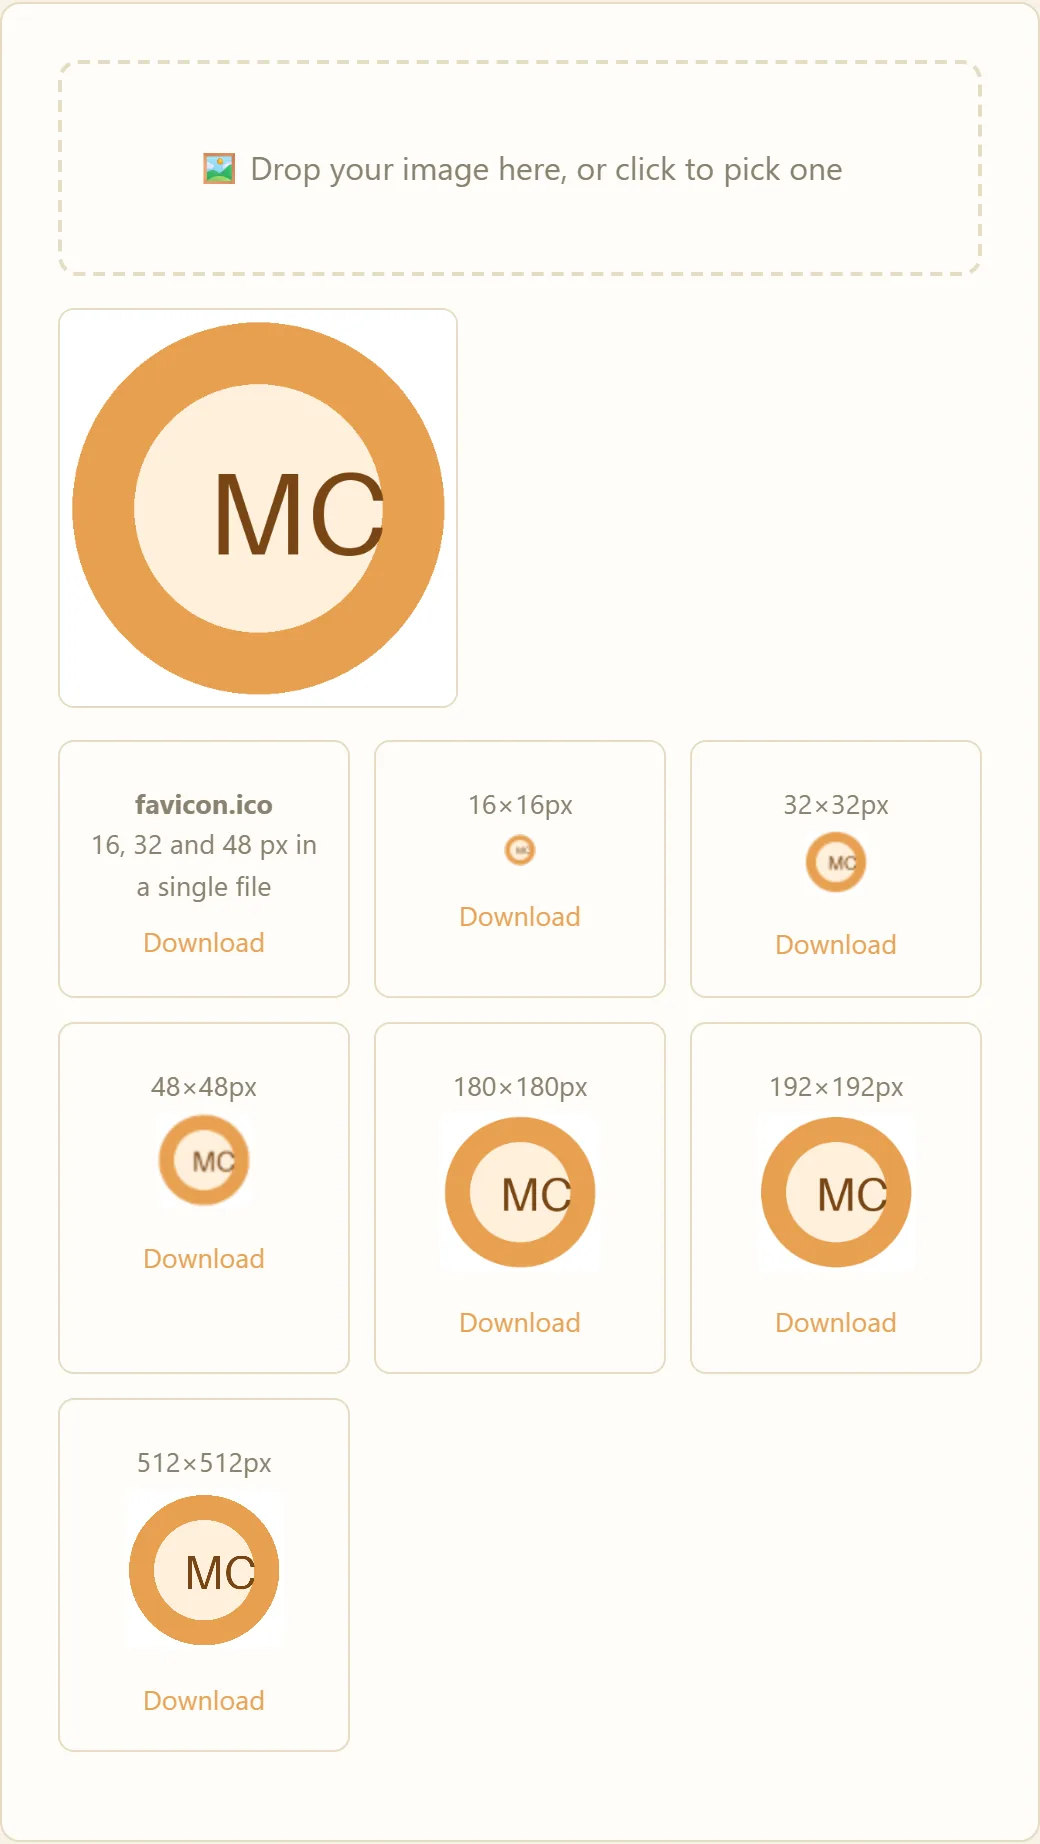 Drop your image here, or click to pick one
MC
favicon.ico
16, 32 and 48 px in
a single file
Download
16×16px
MC
Download
32×32px
MC
Download
48×48px
MC
Download
180×180px
MC
Download
192×192px
MC
Download
512×512px
MC
Download